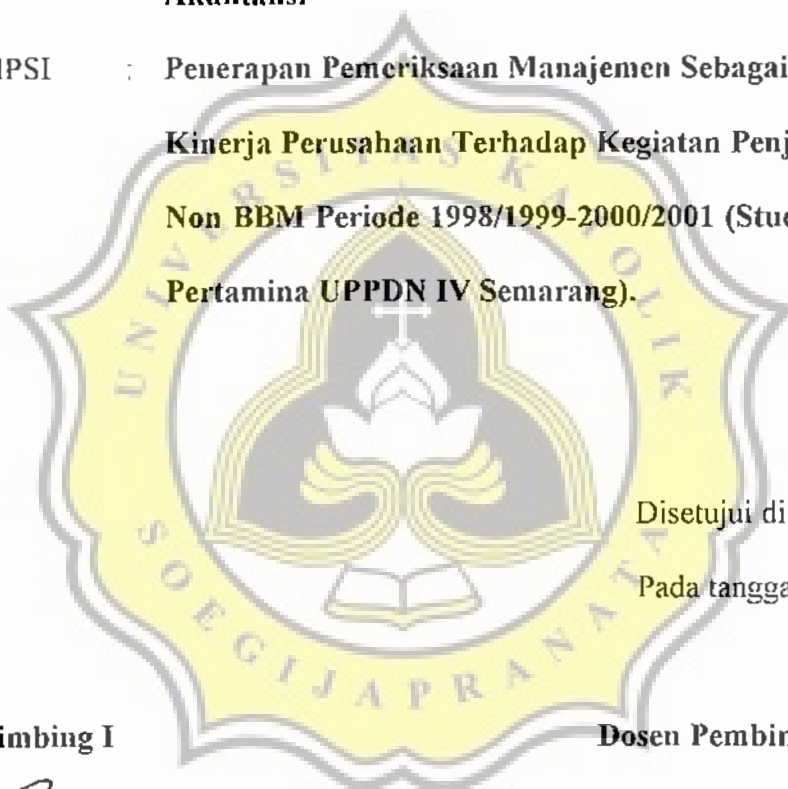 Akuntansi
IPSI : Penerapan Pemeriksaan Manajemen Sebagai
Kinerja Perusahaan Terhadap Kegiatan Penj
Non BBM Periode 1998/1999-2000/2001 (Stud
Pertamina UPPDN IV Semarang).
UNIVERSITAS KATOLIK
SOEGIJAPRANATA
Disetujui di
Pada tangga
imbing I
Dosen Pembin